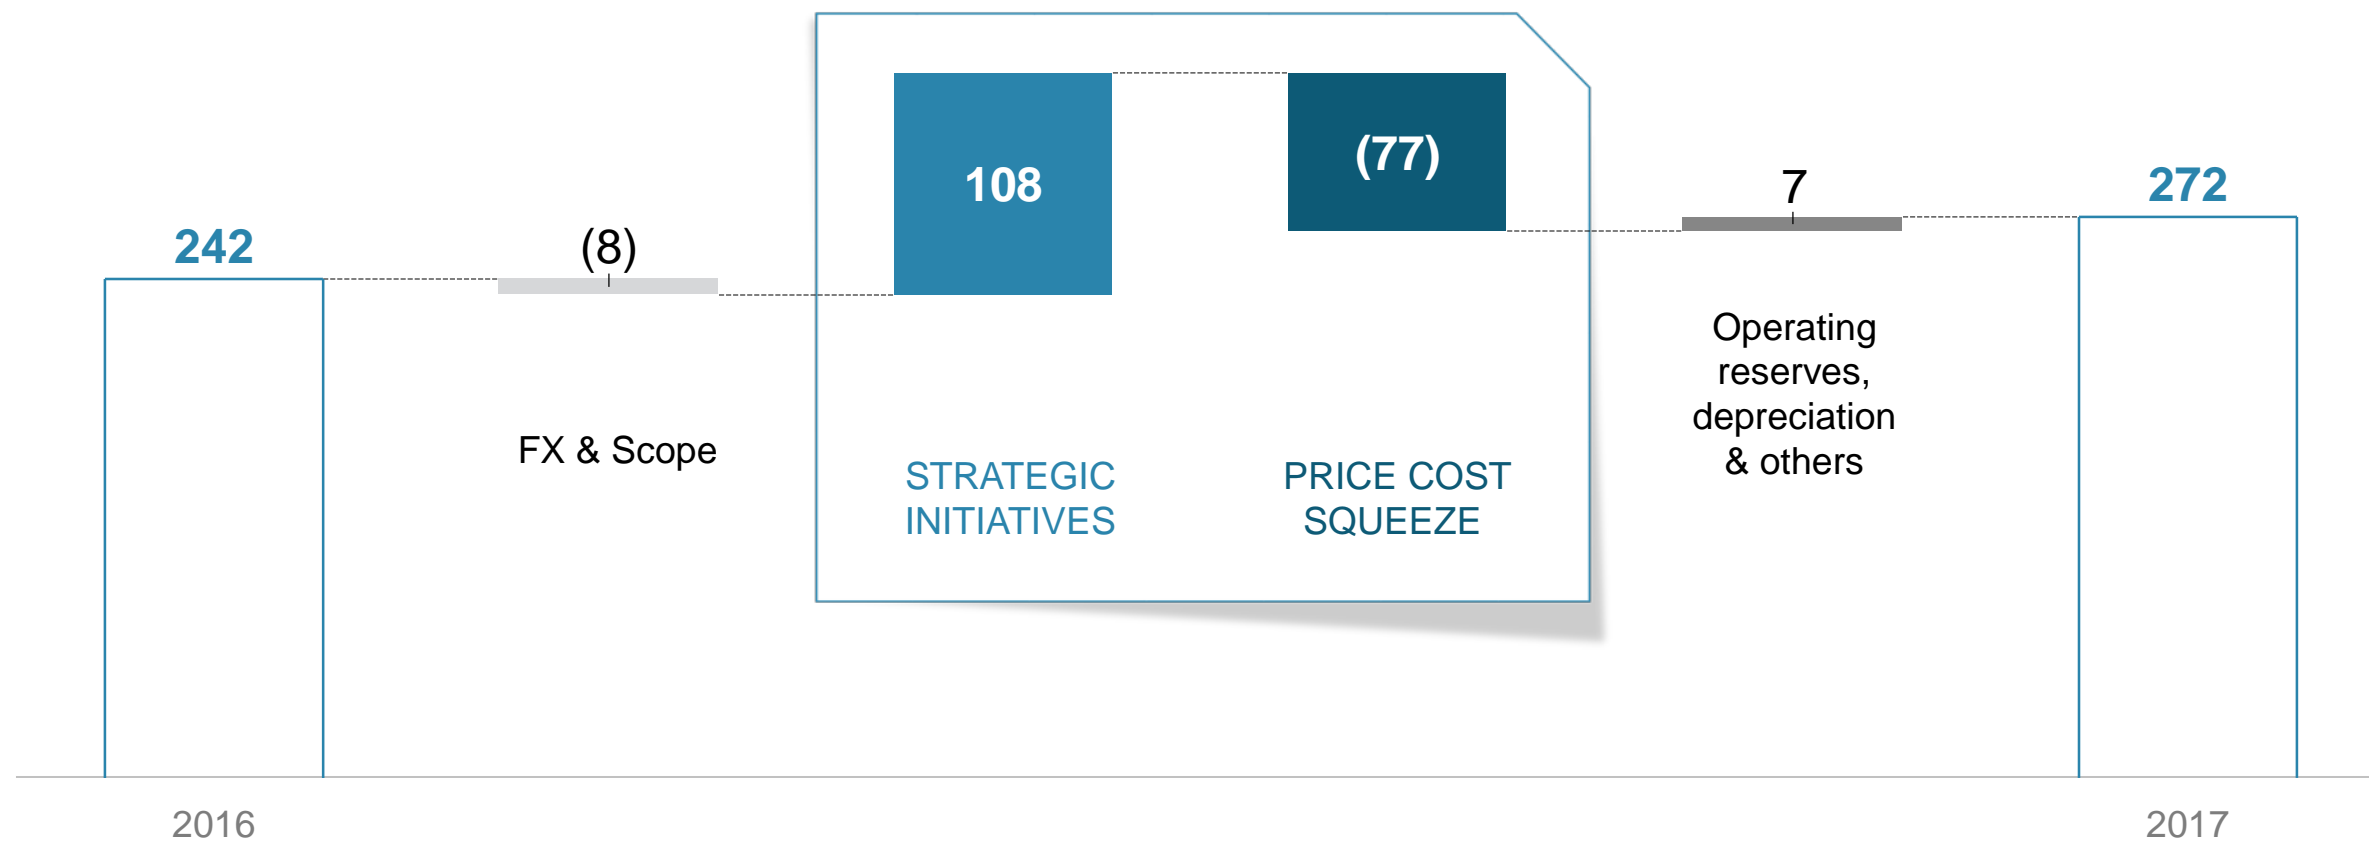 242
(8)
108
(77)
7
272
FX & Scope
STRATEGIC
INITIATIVES
PRICE COST
SQUEEZE
Operating
reserves,
depreciation
& others
2016
2017